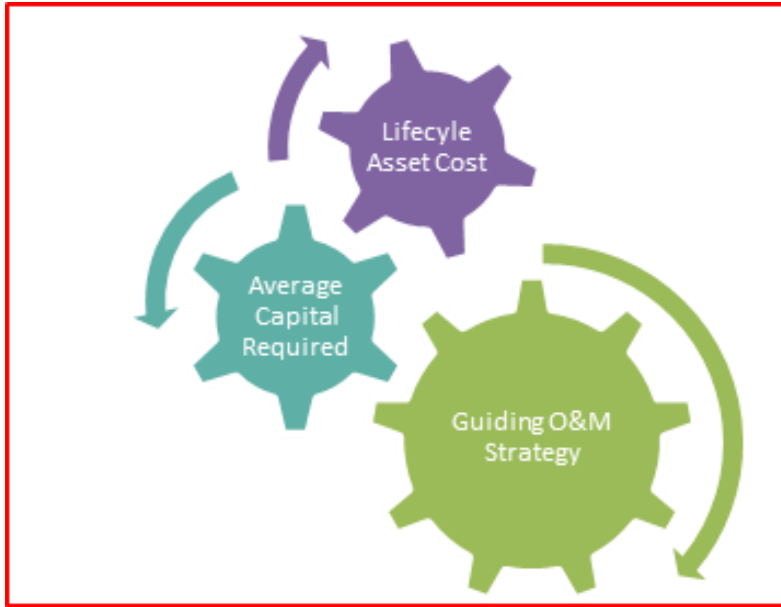 Lifecyle
Asset Cost
Average
Capital
Required
Guiding O&M
Strategy